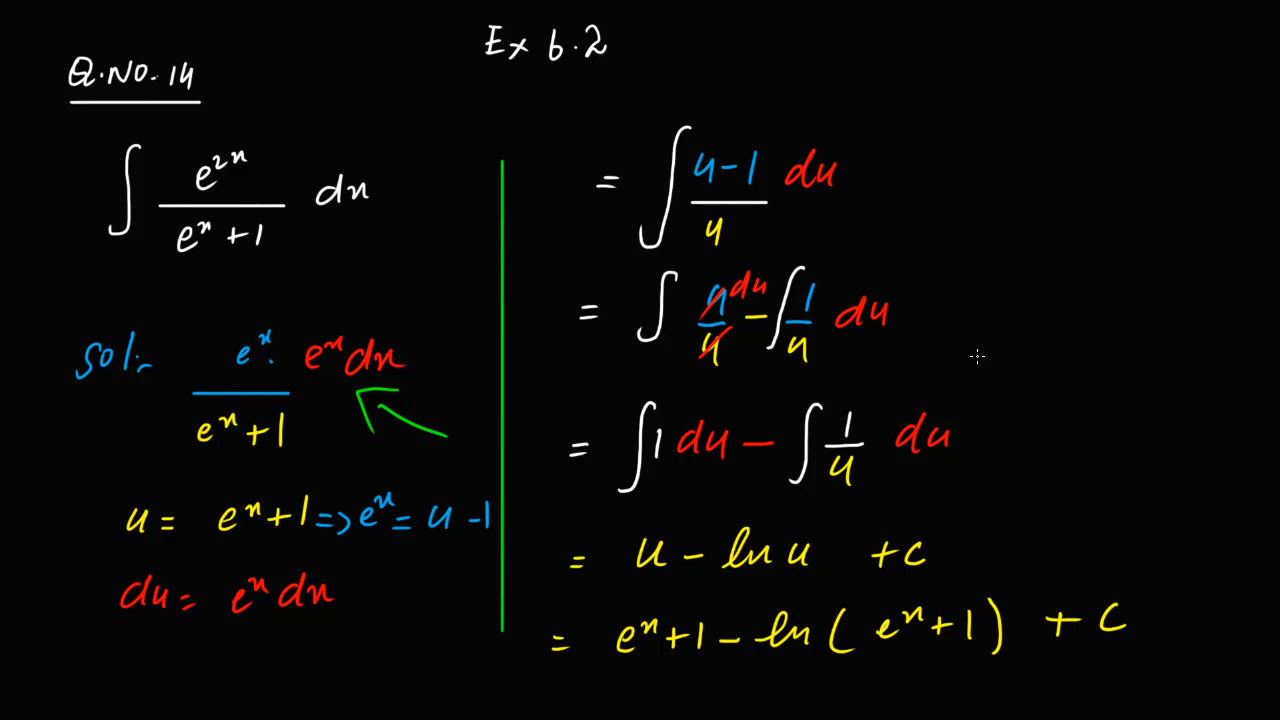 Ex 6.2
Q.NO-14
∫ e^{2x} / (e^x + 1) dx
Sol:- e^x · e^x dx / (e^x + 1)
u = e^x + 1 => e^x = u - 1
du = e^x dx
= ∫ (u - 1)/u du
= ∫ u/u du - ∫ 1/u du
= ∫ 1 du - ∫ 1/u du
= u - ln u + c
= e^x + 1 - ln( e^x + 1) + c